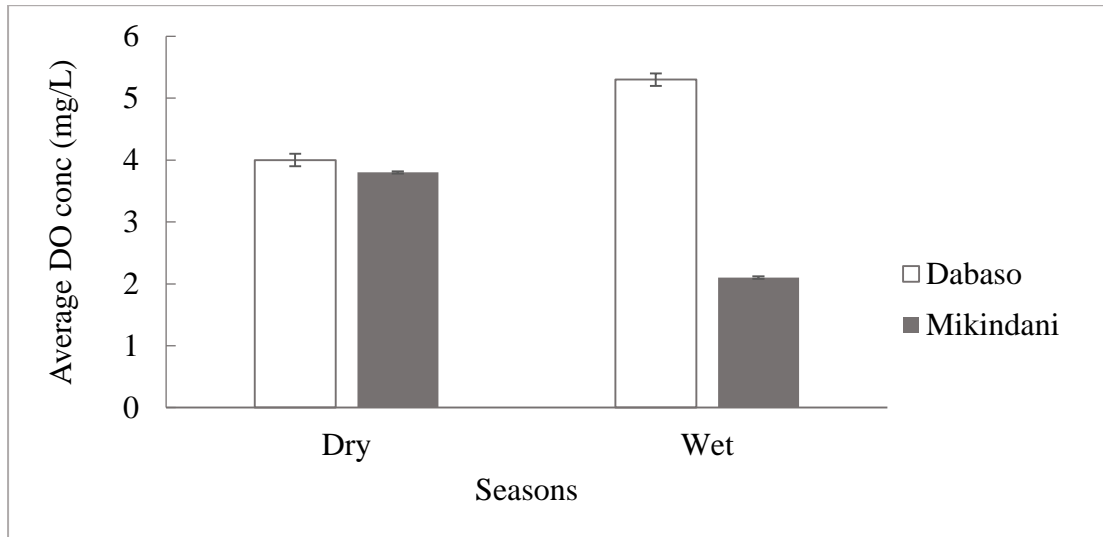 Average DO conc (mg/L)
6
5
4
3
2
1
0
Dry
Wet
Seasons
Dabaso
Mikindani